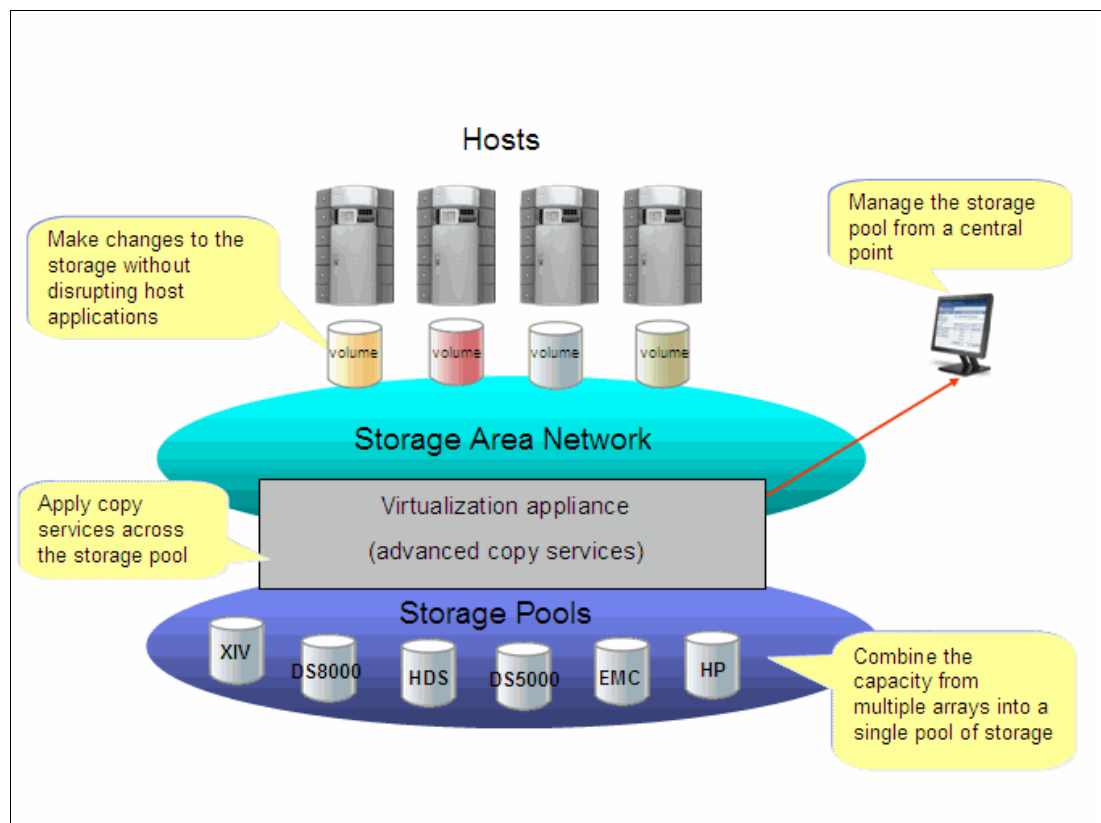 Hosts
Make changes to the
storage without
disrupting host
applications
Manage the storage
pool from a central
point
volume
volume
volume
volume
Storage Area Network
Apply copy
services across
the storage pool
Virtualization appliance
(advanced copy services)
Storage Pools
XIV
DS8000
HDS
DS5000
EMC
HP
Combine the
capacity from
multiple arrays into a
single pool of storage